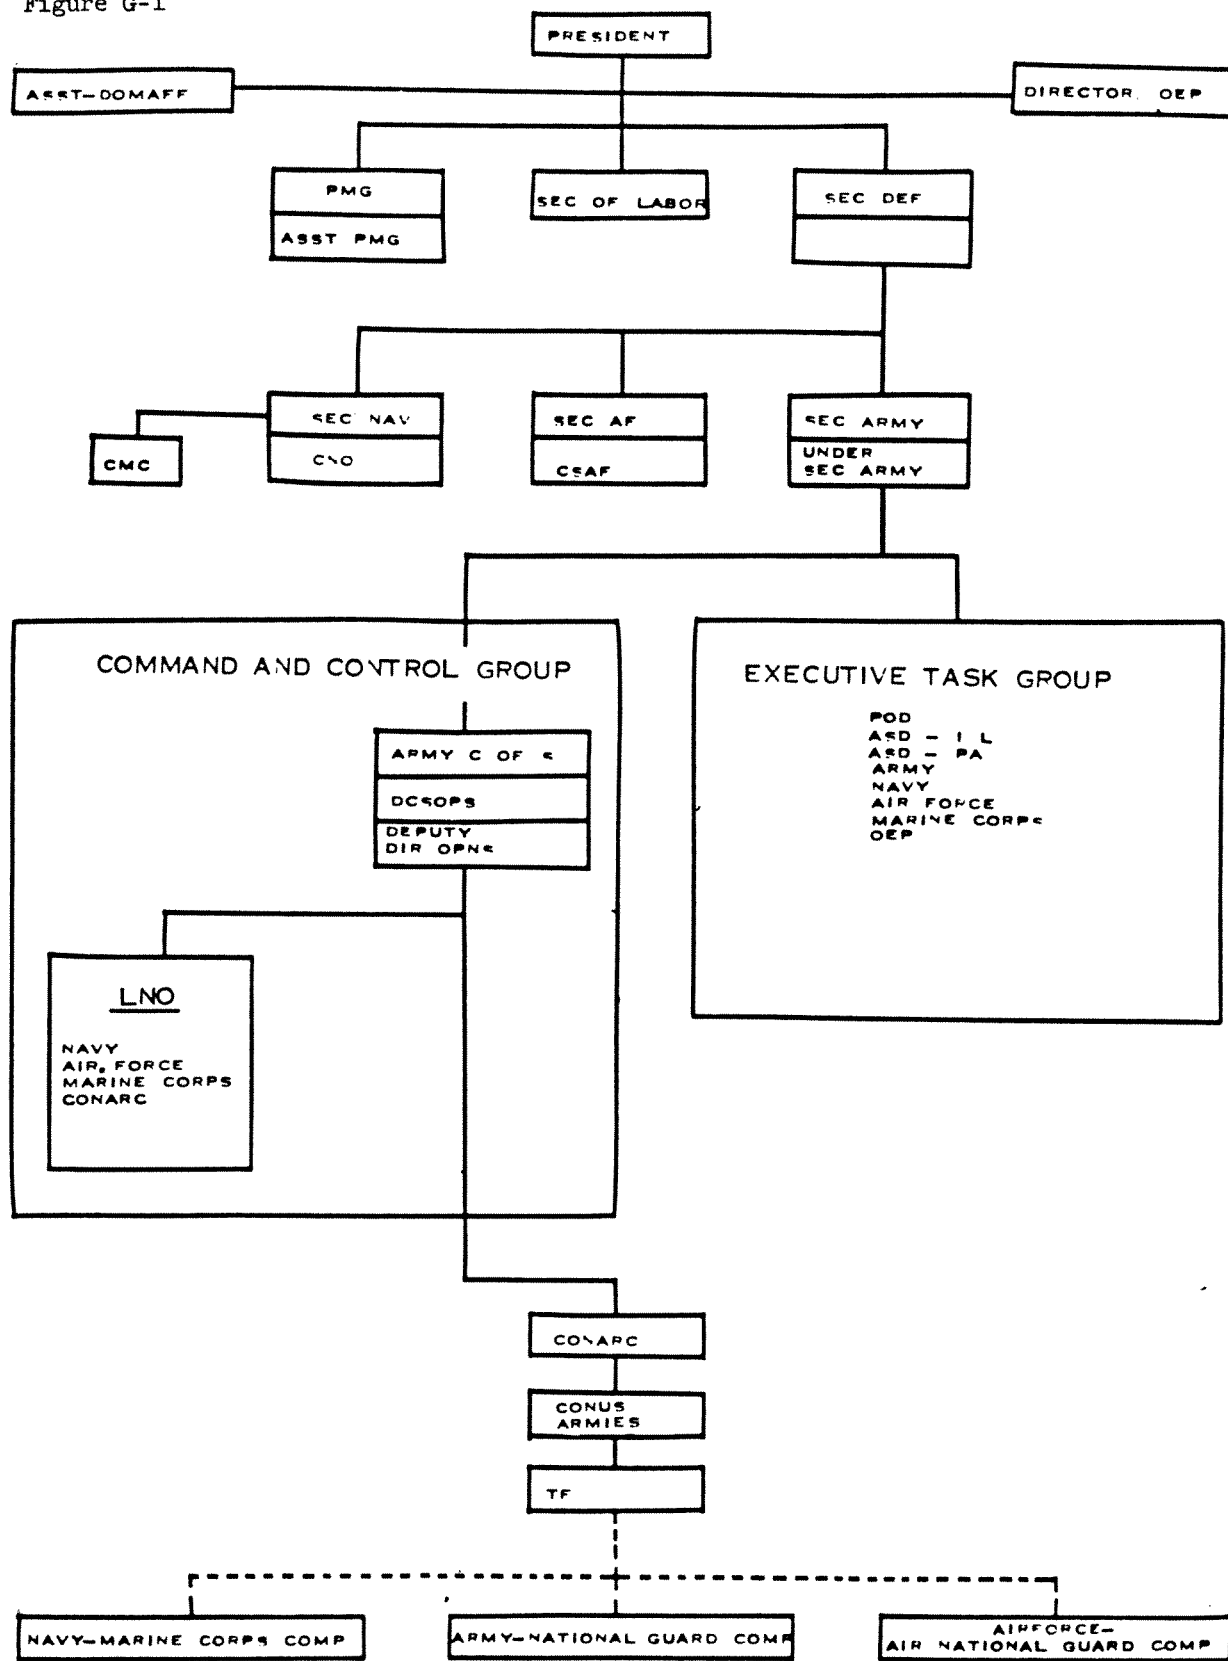 Figure G-1
PRESIDENT
ASST-DOMAFF
DIRECTOR, OEP
PMG
ASST PMG
SEC OF LABOR
SEC DEF
SEC NAV
CNO
CMC
SEC AF
CSAF
SEC ARMY
UNDER
SEC ARMY
COMMAND AND CONTROL GROUP
ARMY C OF S
DCSOPS
DEPUTY
DIR OPNS
LNO
NAVY
AIR FORCE
MARINE CORPS
CONARC
EXECUTIVE TASK GROUP
POD
ASD - I L
ASD - PA
ARMY
NAVY
AIR FORCE
MARINE CORPS
OEP
CONARC
CONUS
ARMIES
TF
NAVY-MARINE CORPS COMP
ARMY-NATIONAL GUARD COMP
AIRFORCE-
AIR NATIONAL GUARD COMP